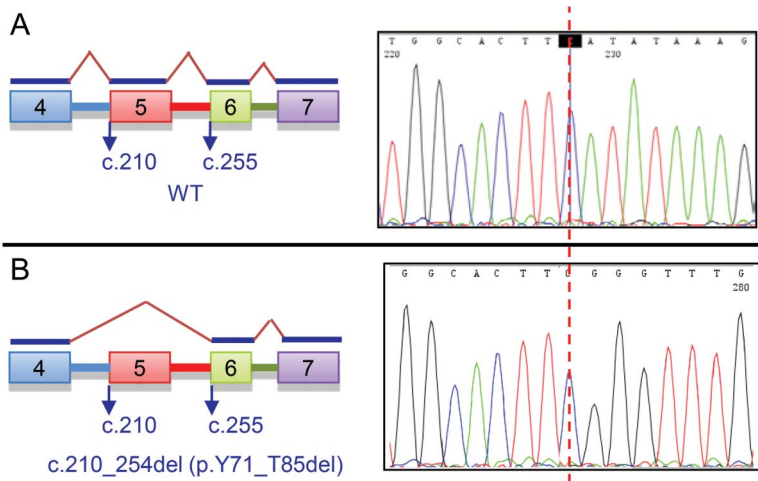 A
4 5 6 7
c.210 c.255
WT
T G G C A C T T C A T A T A A A G
220 230
B
4 5 6 7
c.210 c.255
c.210_254del (p.Y71_T85del)
G G C A C T T C G G G T T T G
280